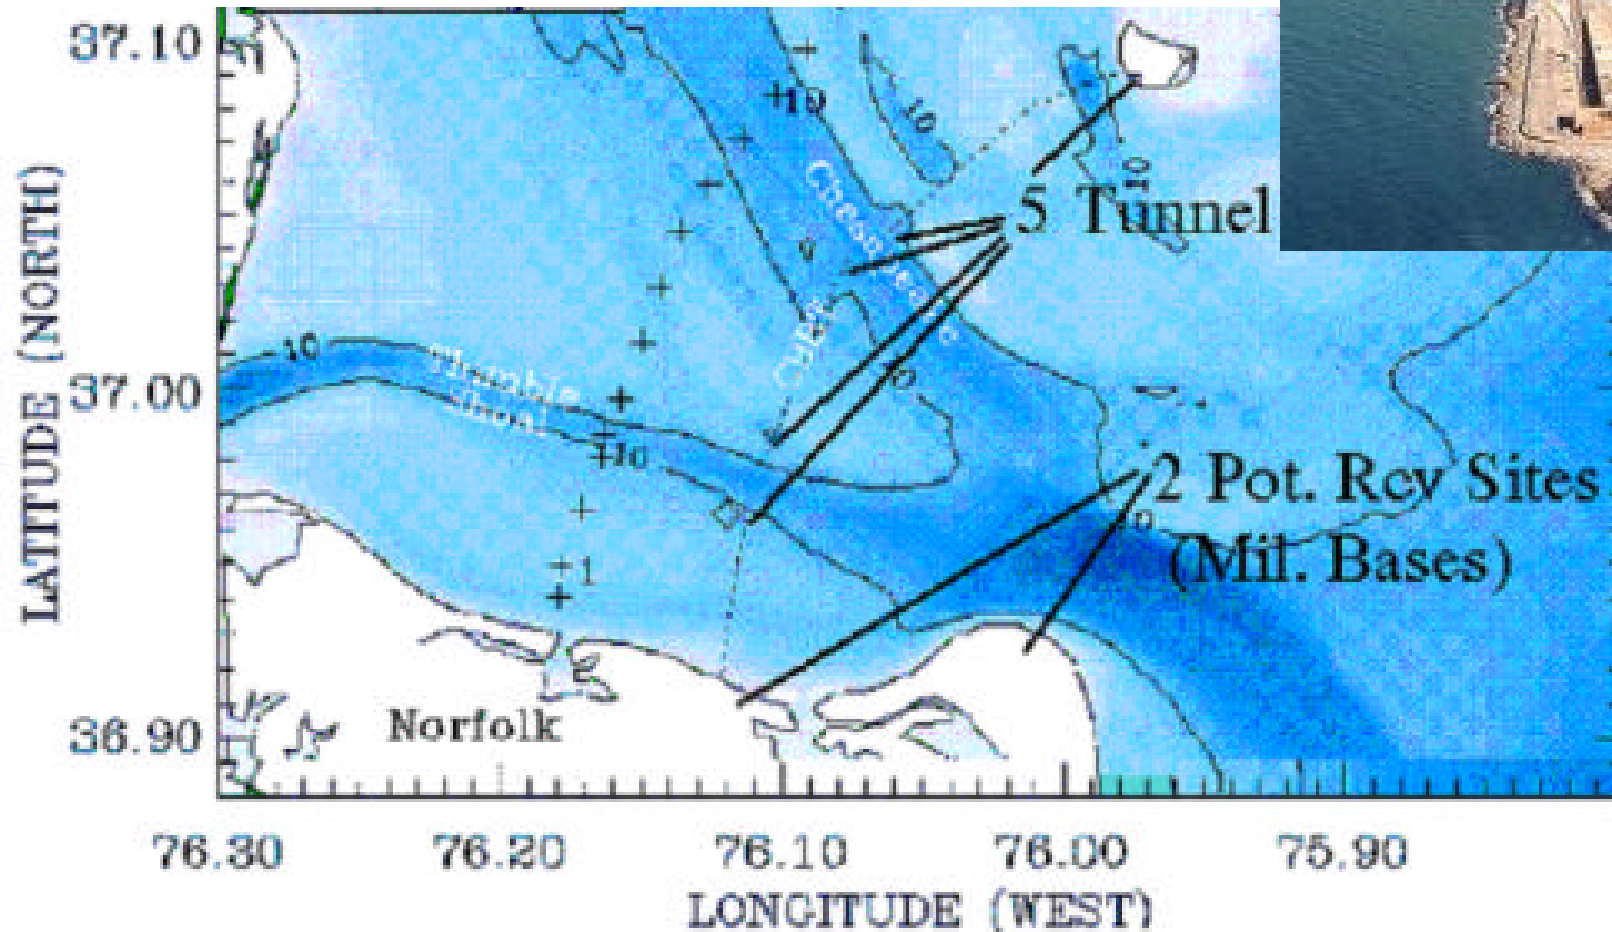 37.10
10
10
10
5 Tunnel
9
Chesapeake
CBBT
10
37.00
Thimble
Shoal
10
2 Pot. Rcv Sites
(Mil. Bases)
1
Norfolk
36.90
76.30
76.20
76.10
76.00
75.90
LONGITUDE (WEST)
LATITUDE (NORTH)